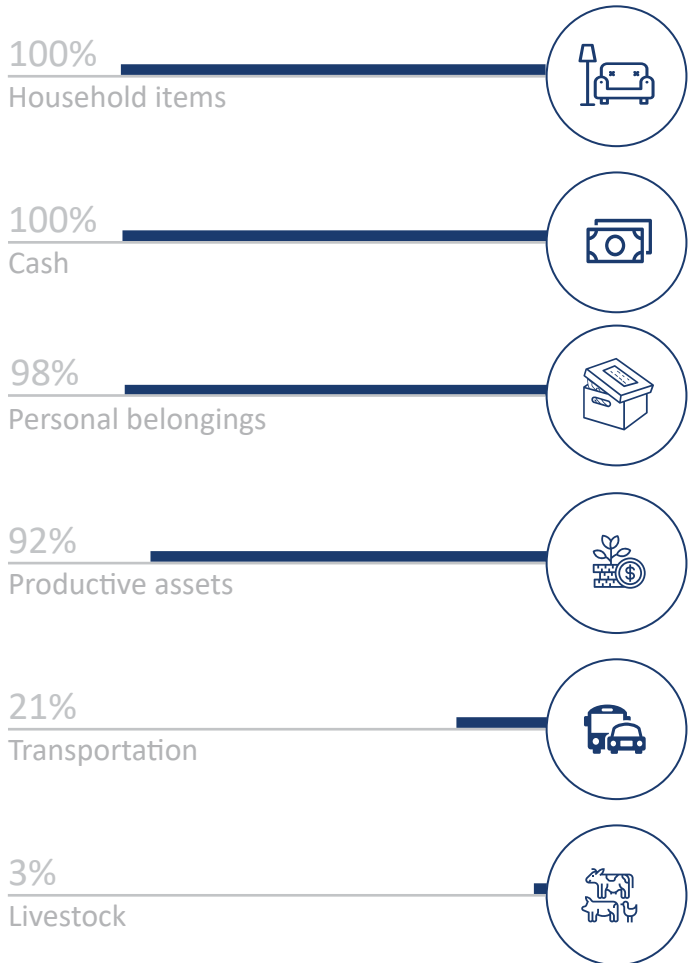 100%
Household items
100%
Cash
98%
Personal belongings
92%
Productive assets
$
21%
Transportation
3%
Livestock